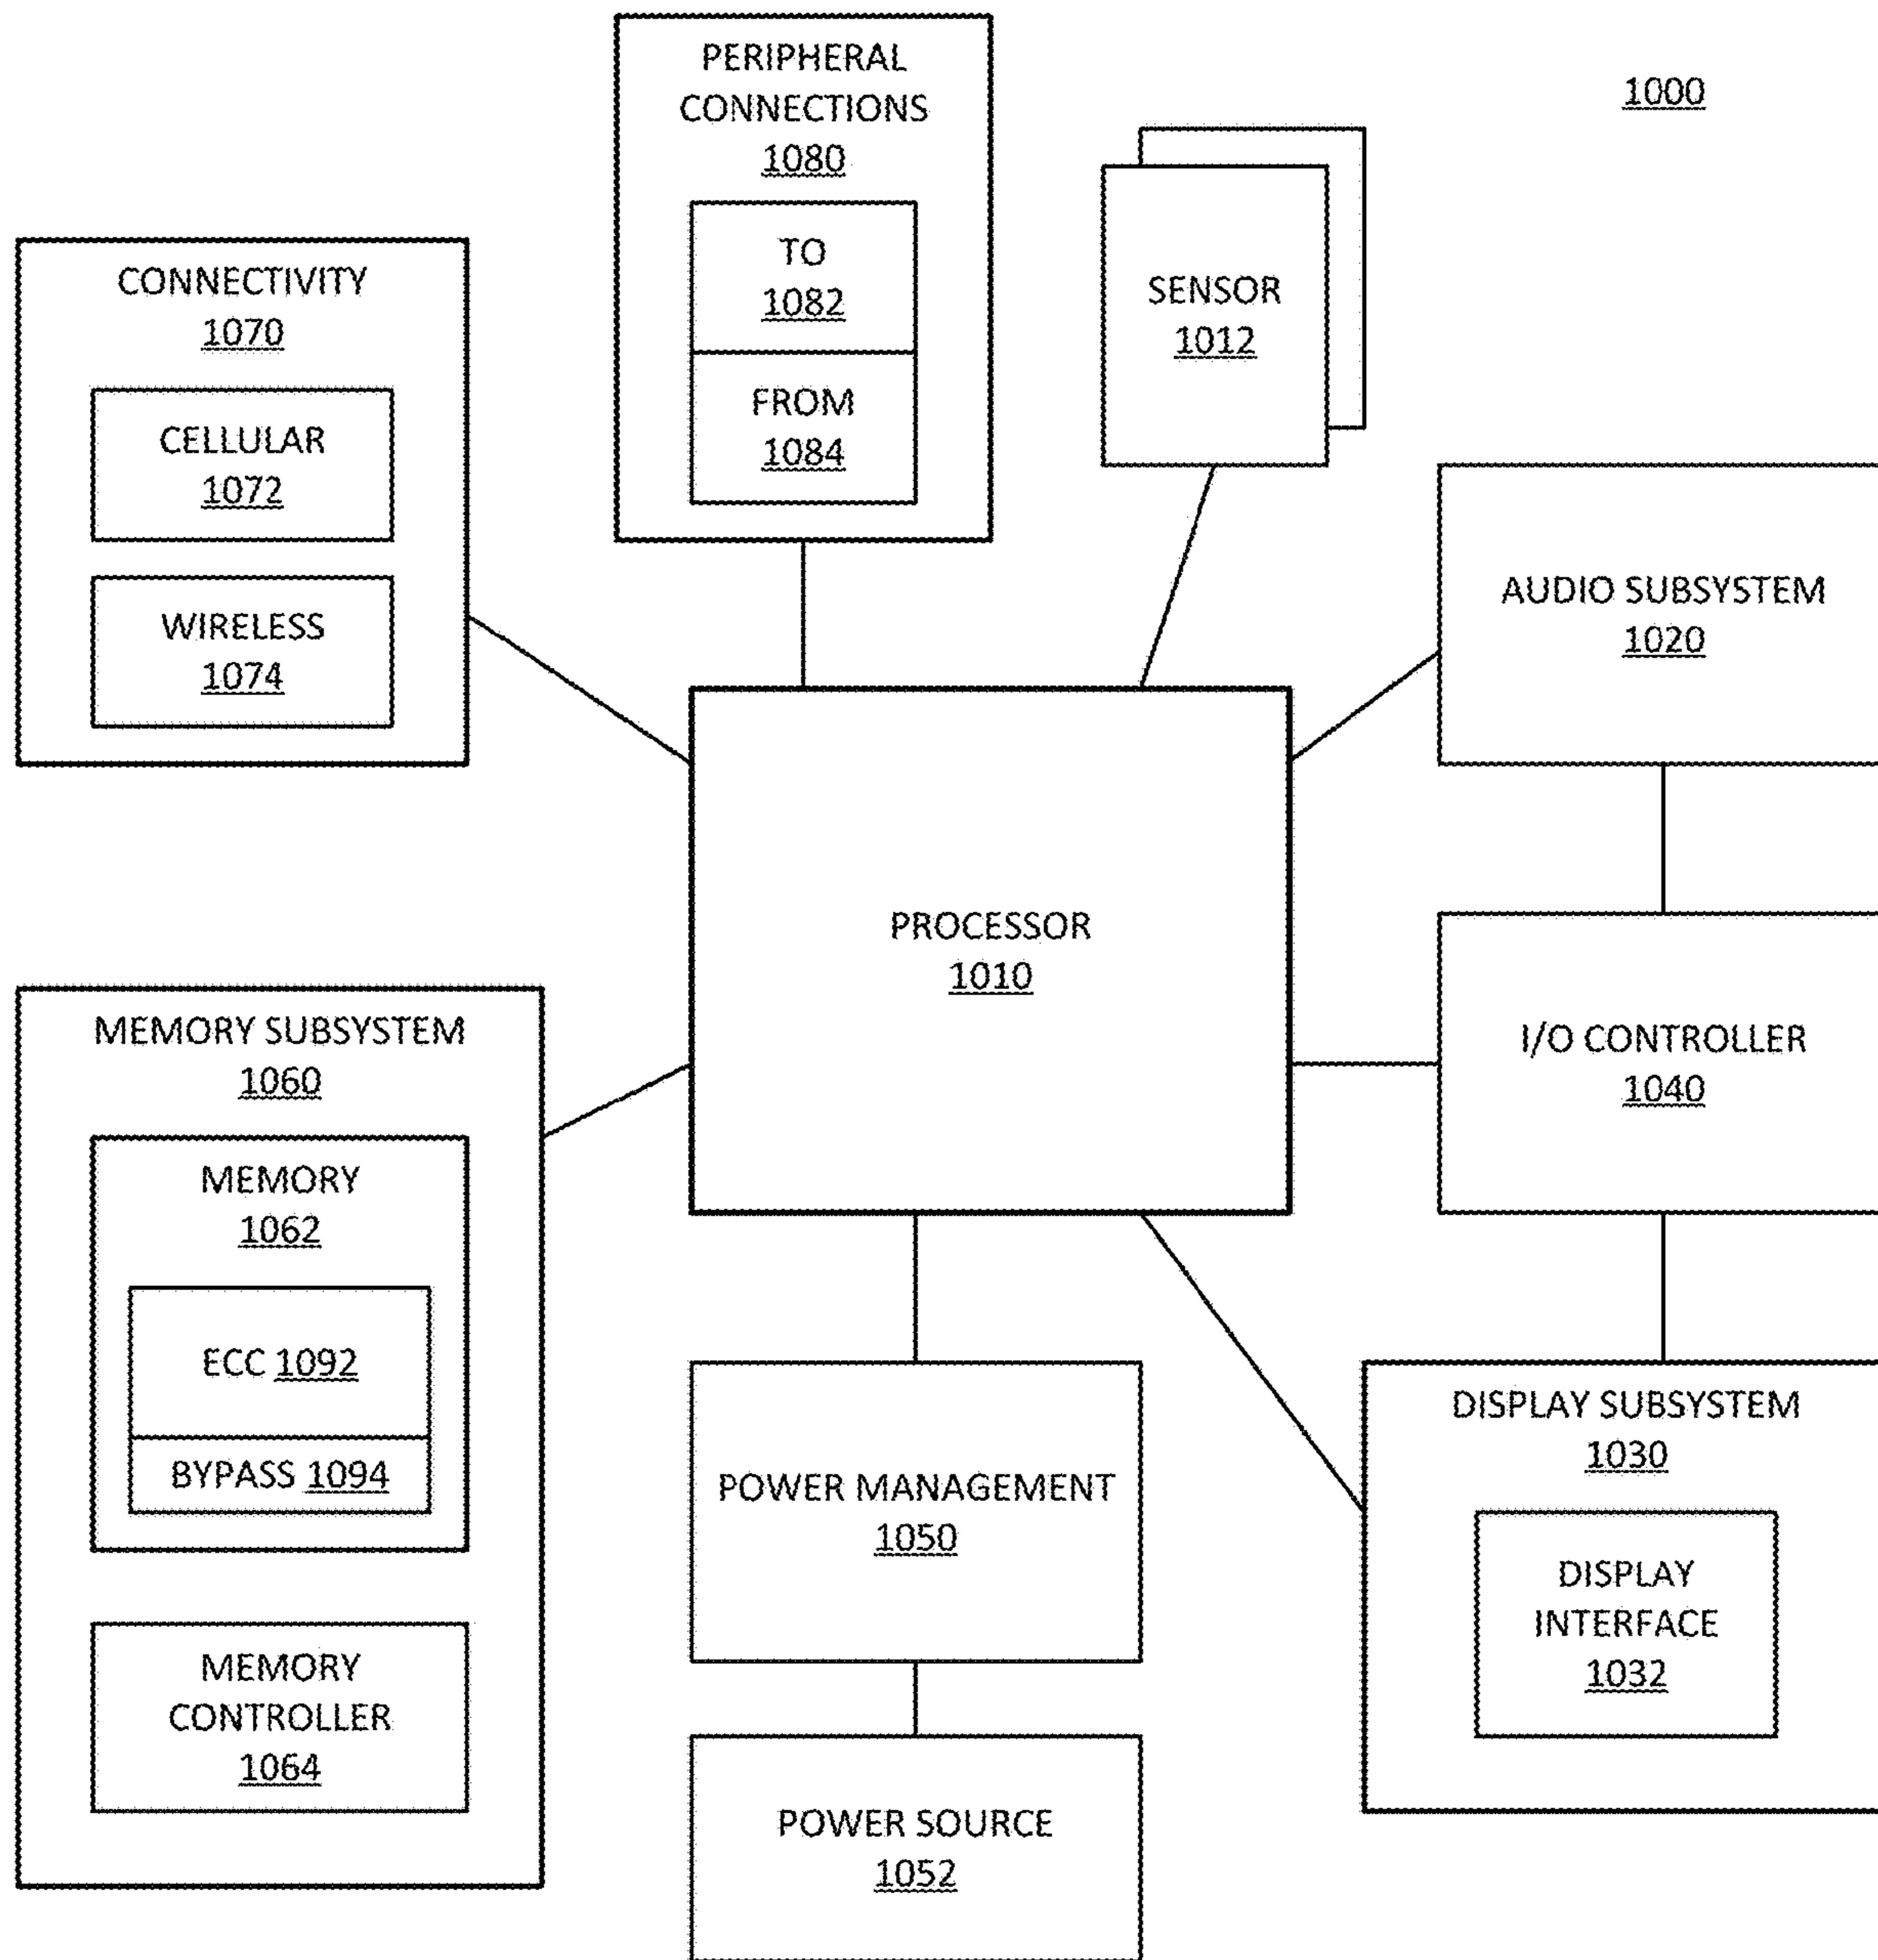 PERIPHERAL
CONNECTIONS
1080
TO
1082
FROM
1084
1000
SENSOR
1012
CONNECTIVITY
1070
CELLULAR
1072
WIRELESS
1074
AUDIO SUBSYSTEM
1020
PROCESSOR
1010
I/O CONTROLLER
1040
MEMORY SUBSYSTEM
1060
MEMORY
1062
ECC 1092
BYPASS 1094
MEMORY
CONTROLLER
1064
POWER MANAGEMENT
1050
POWER SOURCE
1052
DISPLAY SUBSYSTEM
1030
DISPLAY
INTERFACE
1032